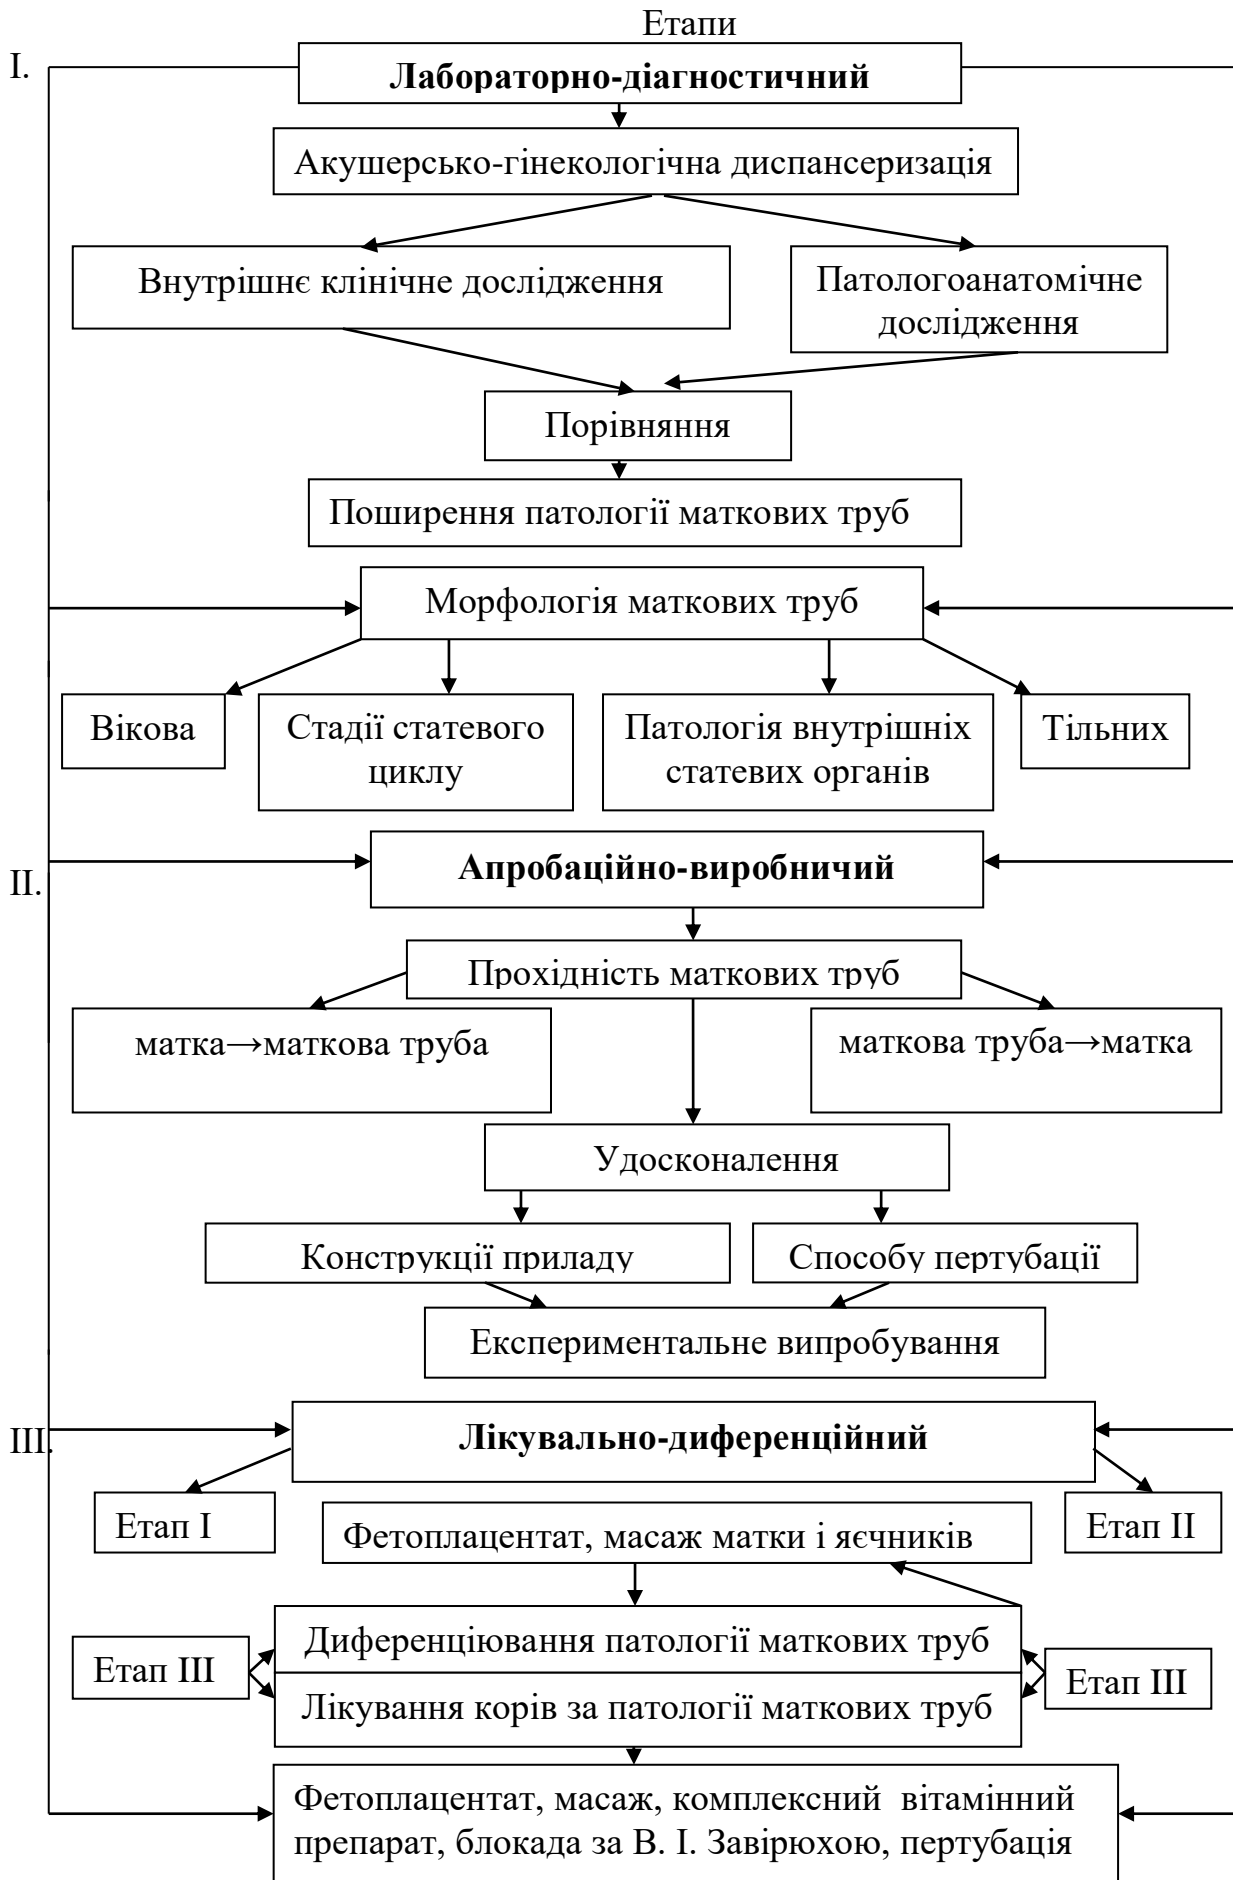 Етапи
I.
Лабораторно-діагностичний
Акушерсько-гінекологічна диспансеризація
Внутрішнє клінічне дослідження
Патологоанатомічне
дослідження
Порівняння
Поширення патології маткових труб
Морфологія маткових труб
Вікова
Стадії статевого
циклу
Патологія внутрішніх
статевих органів
Тільних
II.
Апробаційно-виробничий
Прохідність маткових труб
матка→маткова труба
маткова труба→матка
Удосконалення
Конструкції приладу
Способу пертубації
Експериментальне випробування
III.
Лікувально-диференційний
Етап I
Етап II
Фетоплацентат, масаж матки і яєчників
Диференціювання патології маткових труб
Етап III
Етап III
Лікування корів за патології маткових труб
Фетоплацентат, масаж, комплексний вітамінний
препарат, блокада за В. І. Завірюхою, пертубація